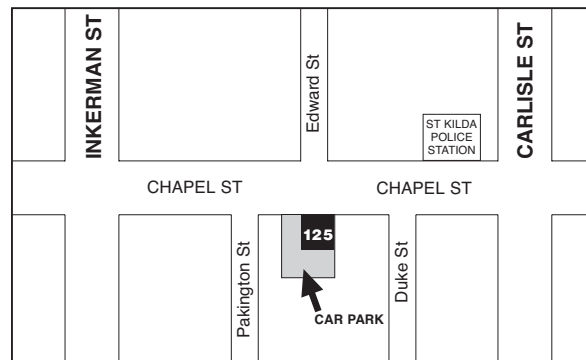 INKERMAN ST
Edward St
CARLISLE ST
ST KILDA
POLICE
STATION
CHAPEL ST
CHAPEL ST
Pakington St
125
Duke St
CAR PARK